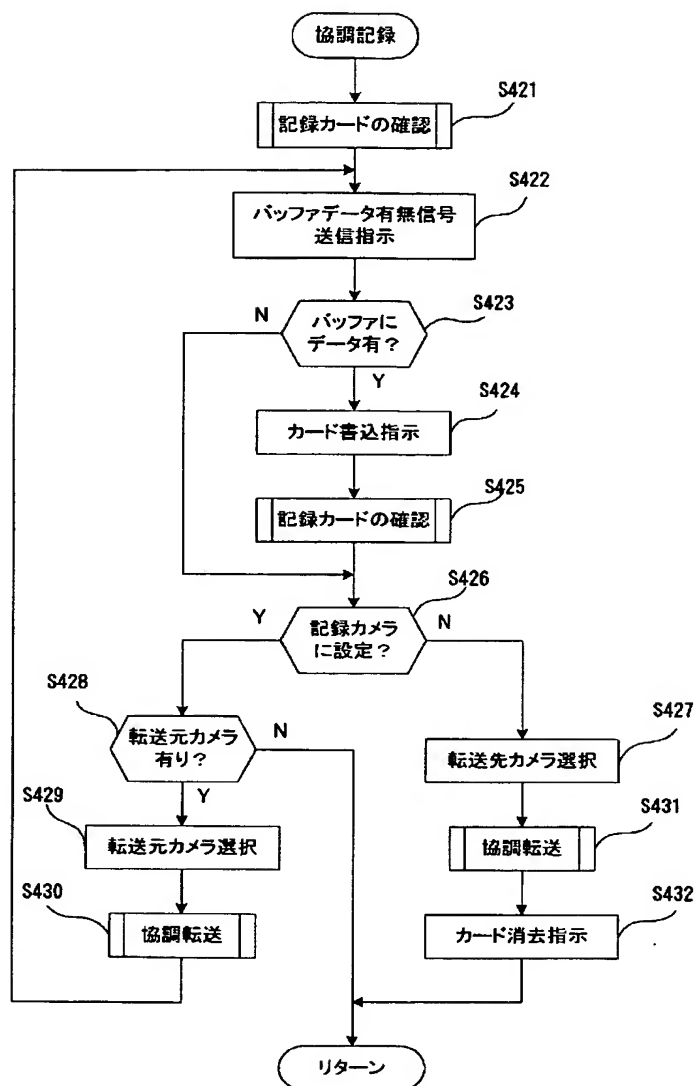 協調記録
S421
記録カードの確認
S422
バッファデータ有無信号
送信指示
S423
N
バッファに
データ有？
Y
S424
カード書込指示
S425
記録カードの確認
S426
Y
記録カメラ
に設定？
N
S428
転送元カメラ
有り？
N
S427
転送先カメラ選択
Y
S429
転送元カメラ選択
S431
協調転送
S430
協調転送
S432
カード消去指示
リターン